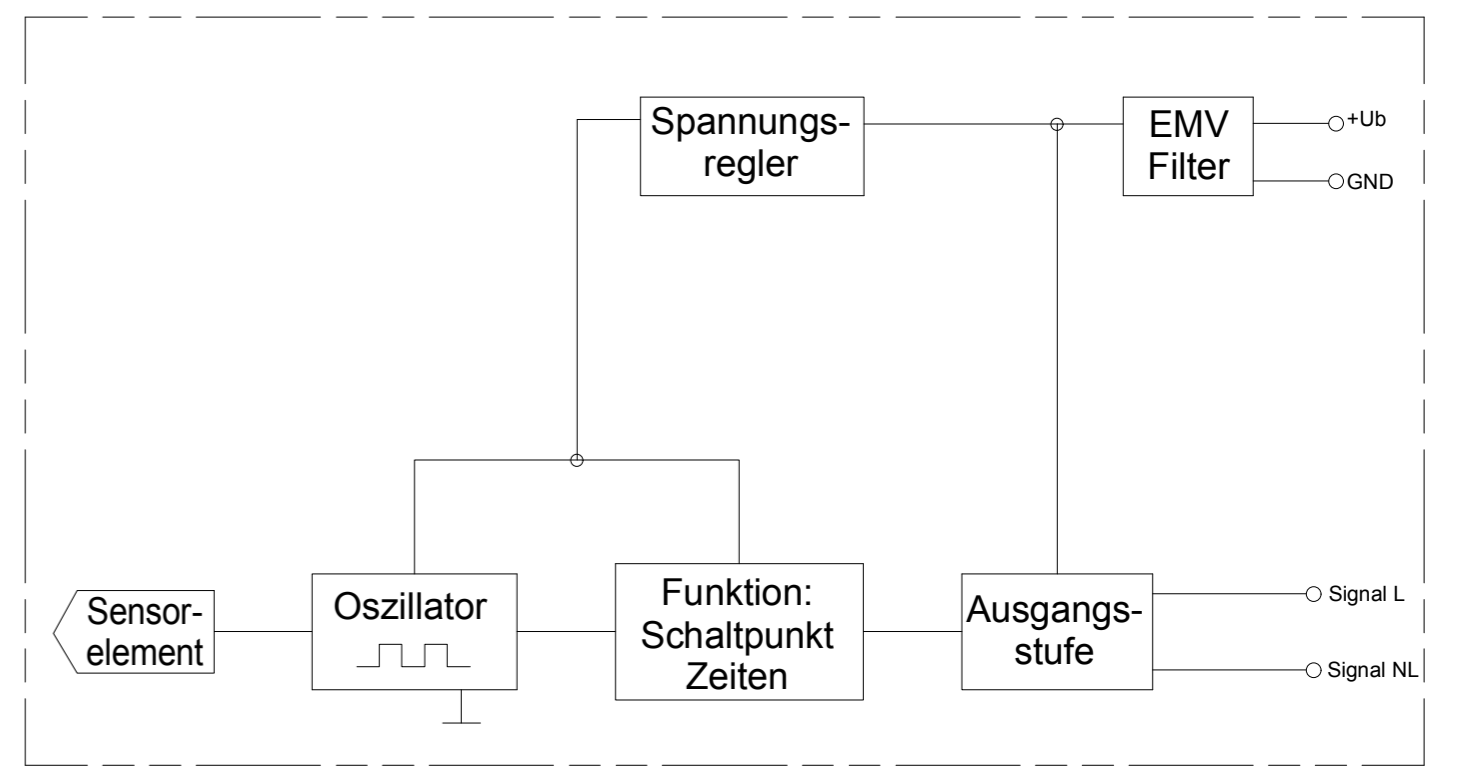 Spannungs-
regler
EMV
Filter
+Ub
GND
Sensor-
element
Oszillator
Funktion:
Schaltpunkt
Zeiten
Ausgangs-
stufe
Signal L
Signal NL